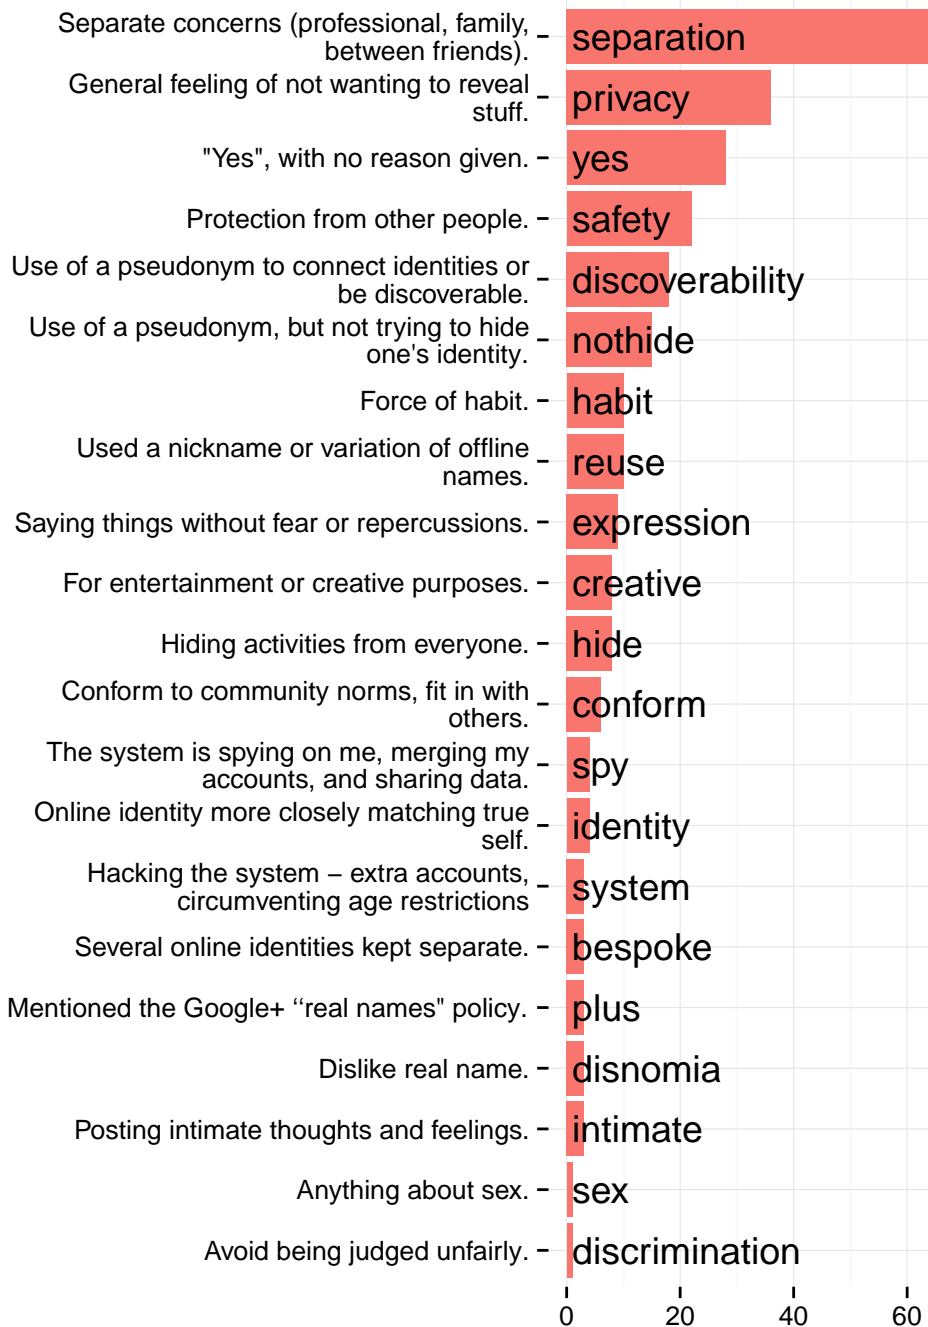 Separate concerns (professional, family,
between friends).
separation
General feeling of not wanting to reveal
stuff.
privacy
"Yes", with no reason given.
yes
Protection from other people.
safety
Use of a pseudonym to connect identities or
be discoverable.
discoverability
Use of a pseudonym, but not trying to hide
one's identity.
nothide
Force of habit.
habit
Used a nickname or variation of offline
names.
reuse
Saying things without fear or repercussions.
expression
For entertainment or creative purposes.
creative
Hiding activities from everyone.
hide
Conform to community norms, fit in with
others.
conform
The system is spying on me, merging my
accounts, and sharing data.
spy
Online identity more closely matching true
self.
identity
Hacking the system – extra accounts,
circumventing age restrictions
system
Several online identities kept separate.
bespoke
Mentioned the Google+ ‘‘real names" policy.
plus
Dislike real name.
disnomia
Posting intimate thoughts and feelings.
intimate
Anything about sex.
sex
Avoid being judged unfairly.
discrimination
0 20 40 60